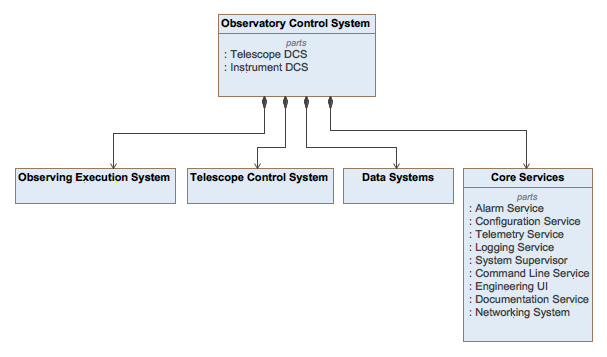 Observatory Control System
parts
: Telescope DCS
: Instrument DCS
Observing Execution System
Telescope Control System
Data Systems
Core Services
parts
: Alarm Service
: Configuration Service
: Telemetry Service
: Logging Service
: System Supervisor
: Command Line Service
: Engineering UI
: Documentation Service
: Networking System